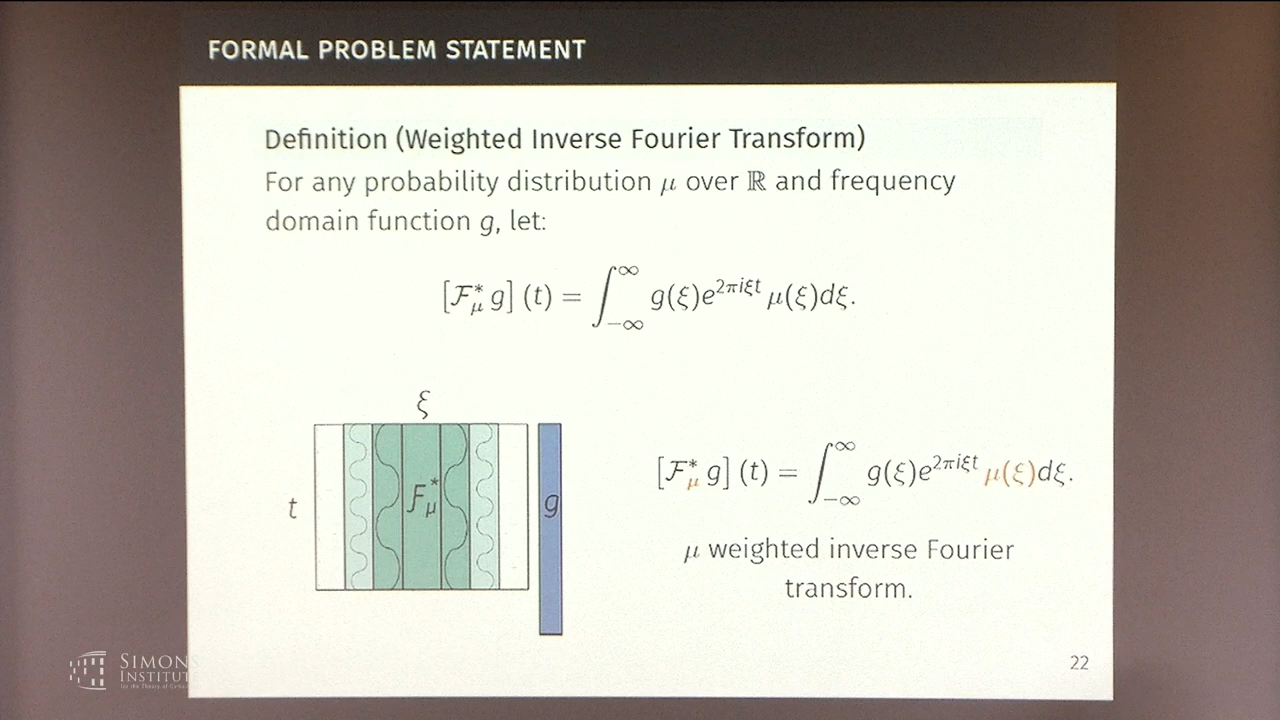 FORMAL PROBLEM STATEMENT
Definition (Weighted Inverse Fourier Transform)
For any probability distribution μ over ℝ and frequency
domain function g, let:
[𝓕*_μ g] (t) = ∫_{−∞}^{∞} g(ξ)e^{2πiξt} μ(ξ)dξ.
ξ
t
𝓕*_μ
g
[𝓕*_μ g] (t) = ∫_{−∞}^{∞} g(ξ)e^{2πiξt} μ(ξ)dξ.
μ weighted inverse Fourier
transform.
22
SIMONS
INSTITUT